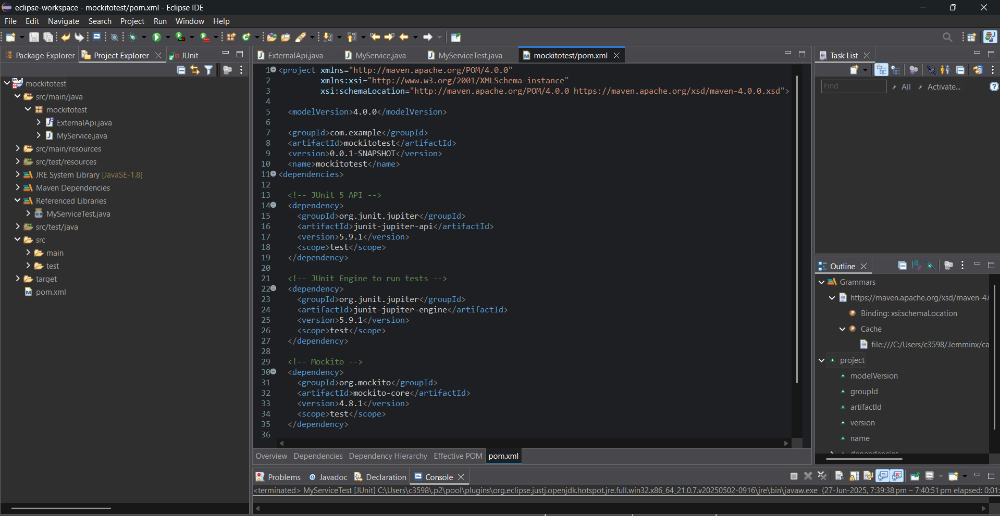 eclipse-workspace - mockitotest/pom.xml - Eclipse IDE
File Edit Navigate Search Project Run Window Help
Package Explorer Project Explorer JUnit
mockitotest
src/main/java
mockitotest
ExternalApi.java
MyService.java
src/main/resources
src/test/resources
JRE System Library [JavaSE-1.8]
Maven Dependencies
Referenced Libraries
MyServiceTest.java
src/test/java
src
main
test
target
pom.xml
ExternalApi.java MyService.java MyServiceTest.java mockitotest/pom.xml
1 <project xmlns="http://maven.apache.org/POM/4.0.0"
2 xmlns:xsi="http://www.w3.org/2001/XMLSchema-instance"
3 xsi:schemaLocation="http://maven.apache.org/POM/4.0.0 https://maven.apache.org/xsd/maven-4.0.0.xsd">
4
5 <modelVersion>4.0.0</modelVersion>
6
7 <groupId>com.example</groupId>
8 <artifactId>mockitotest</artifactId>
9 <version>0.0.1-SNAPSHOT</version>
10 <name>mockitotest</name>
11 <dependencies>
12
13 <!-- JUnit 5 API -->
14 <dependency>
15 <groupId>org.junit.jupiter</groupId>
16 <artifactId>junit-jupiter-api</artifactId>
17 <version>5.9.1</version>
18 <scope>test</scope>
19 </dependency>
20
21 <!-- JUnit Engine to run tests -->
22 <dependency>
23 <groupId>org.junit.jupiter</groupId>
24 <artifactId>junit-jupiter-engine</artifactId>
25 <version>5.9.1</version>
26 <scope>test</scope>
27 </dependency>
28
29 <!-- Mockito -->
30 <dependency>
31 <groupId>org.mockito</groupId>
32 <artifactId>mockito-core</artifactId>
33 <version>4.8.1</version>
34 <scope>test</scope>
35 </dependency>
36
Overview Dependencies Dependency Hierarchy Effective POM pom.xml
Task List
Find All Activate...
Outline
Grammars
https://maven.apache.org/xsd/maven-4.
Binding: xsi:schemaLocation
Cache
file:///C:/Users/c3598/.lemminx/ca
project
modelVersion
groupId
artifactId
version
name
dependencies
Problems Javadoc Declaration Console
<terminated> MyServiceTest [JUnit] C:\Users\c3598\.p2\pool\plugins\org.eclipse.justj.openjdk.hotspot.jre.full.win32.x86_64_21.0.7.v20250502-0916\jre\bin\javaw.exe (27-Jun-2025, 7:39:38 pm – 7:40:51 pm elapsed: 0:01: